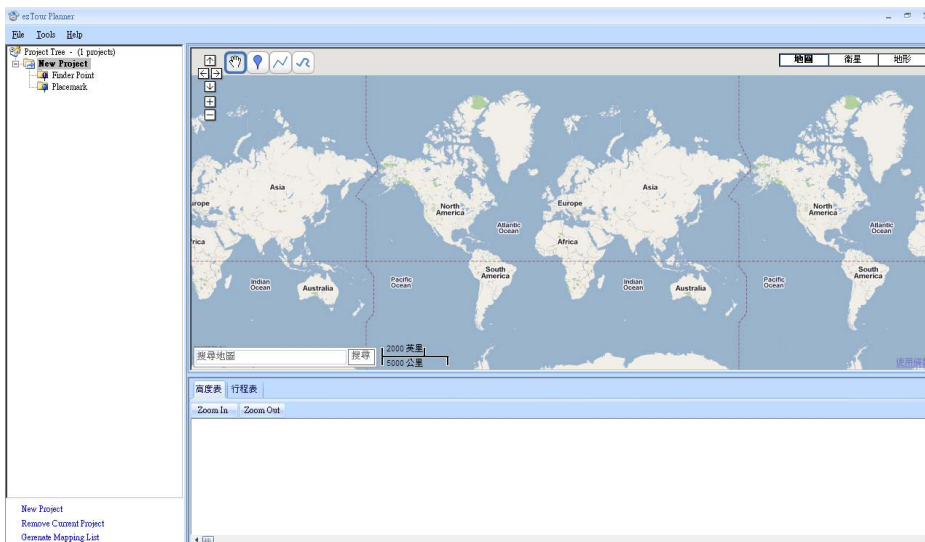 ezTour Planner
File Tools Help
Project Tree - (1 projects)
New Project
Finder Point
Placemark
地圖 衛星 地形
Asia
Europe
Asia
North America
Atlantic Ocean
North America
Atlantic Ocean
urope
rica
Africa
Indian Ocean
Australia
Pacific Ocean
South America
Indian Ocean
Australia
Pacific Ocean
South America
搜尋地圖 搜尋
2000 英里
5000 公里
高度表 行程表
Zoom In Zoom Out
New Project
Remove Current Project
Gerenate Mapping List